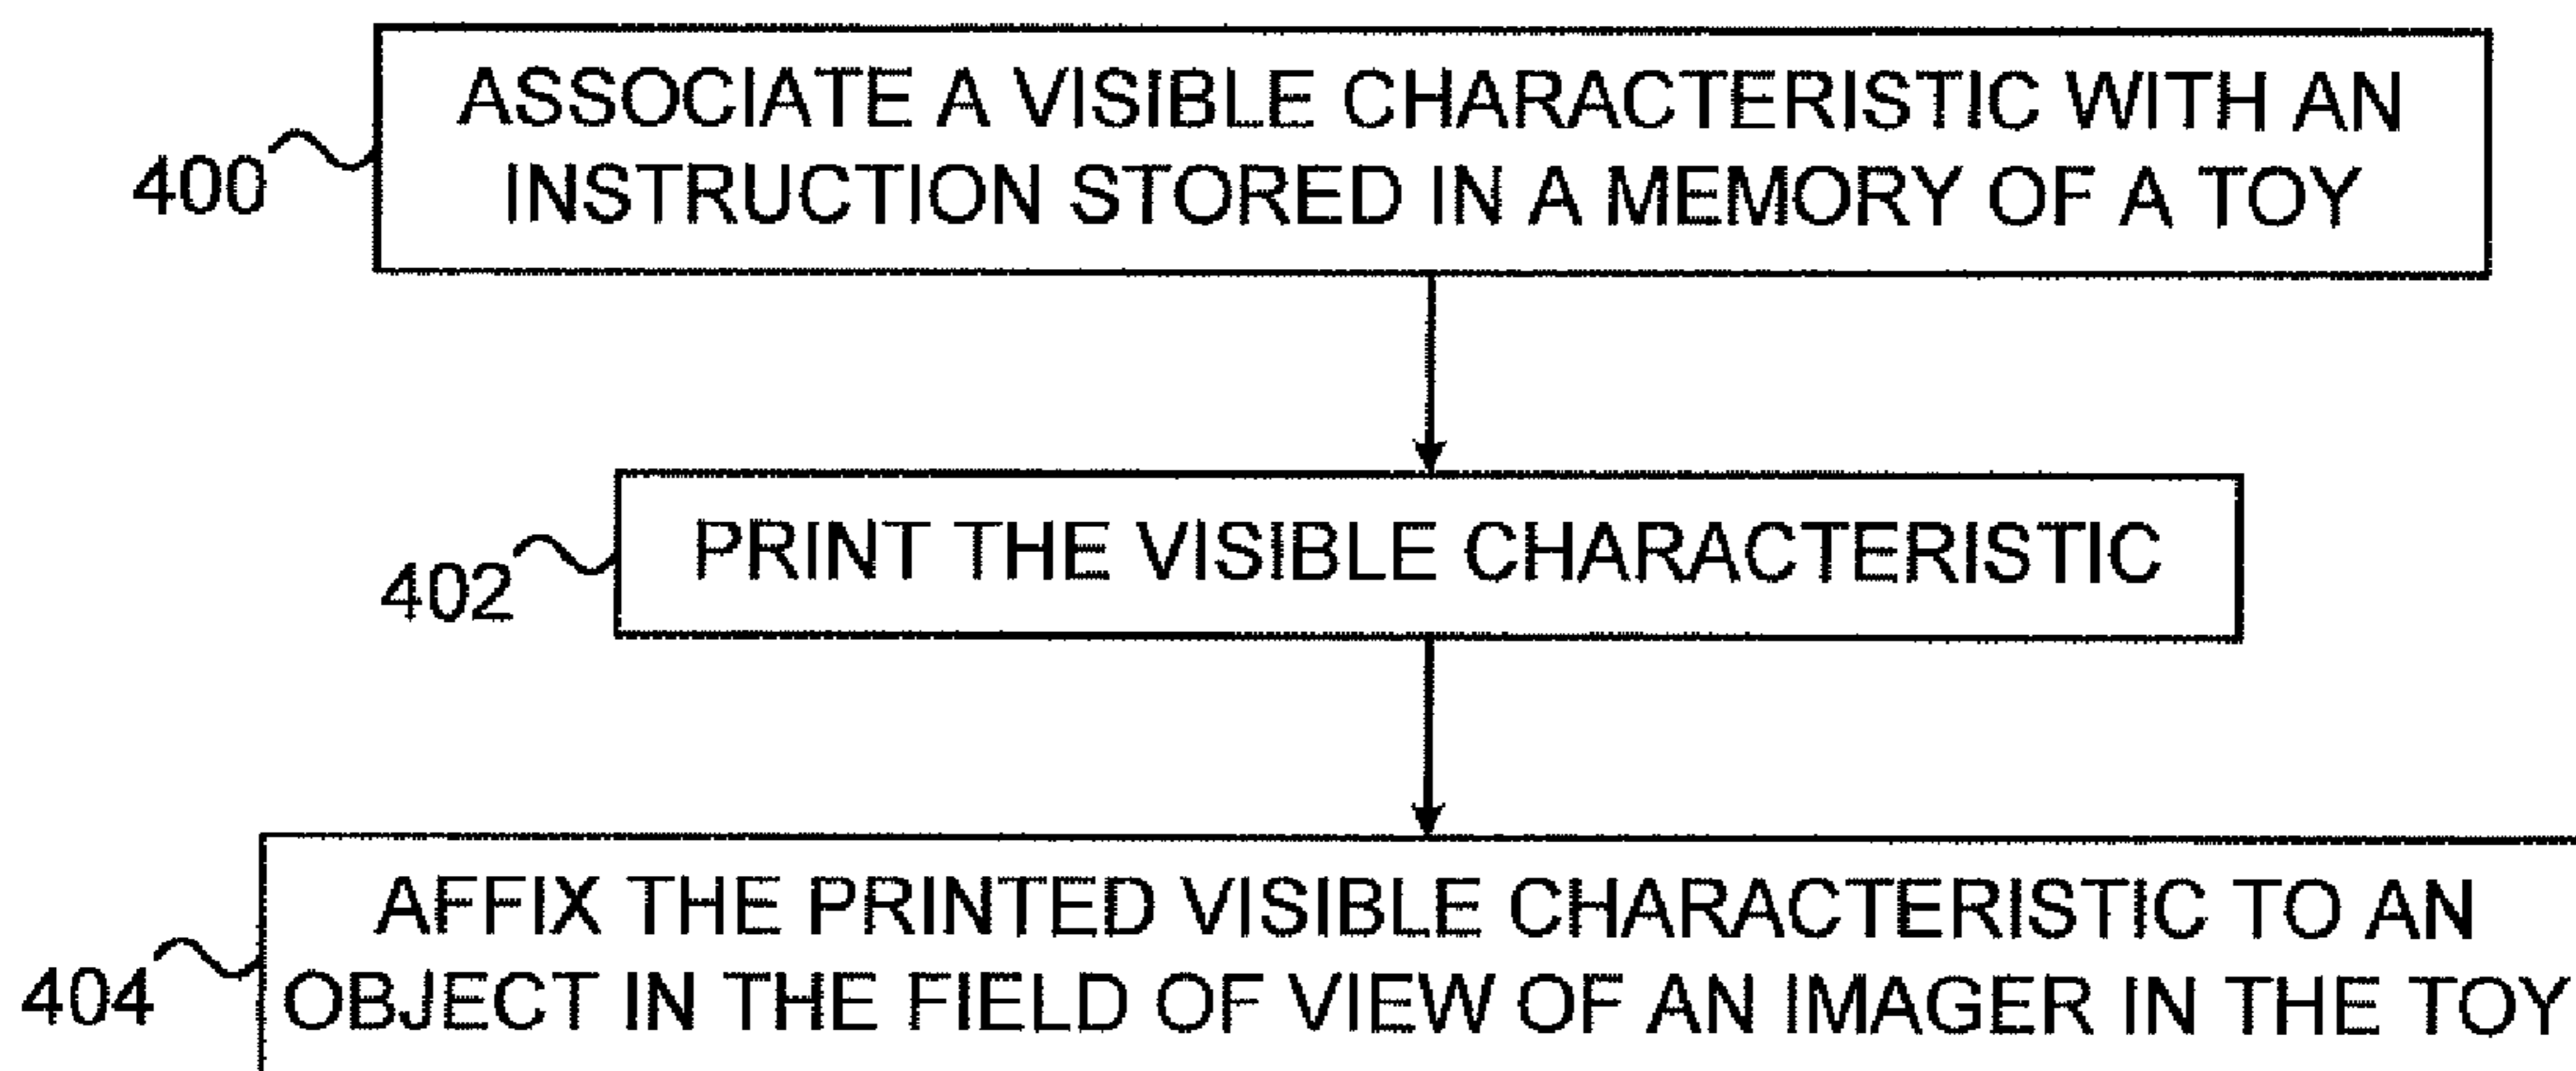 ASSOCIATE A VISIBLE CHARACTERISTIC WITH AN
INSTRUCTION STORED IN A MEMORY OF A TOY
400
PRINT THE VISIBLE CHARACTERISTIC
402
AFFIX THE PRINTED VISIBLE CHARACTERISTIC TO AN
OBJECT IN THE FIELD OF VIEW OF AN IMAGER IN THE TOY
404